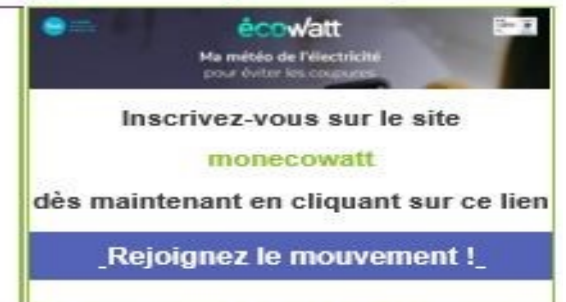 écowatt
Ma météo de l'électricité
pour éviter les coupures
Inscrivez-vous sur le site
monecowatt
dès maintenant en cliquant sur ce lien
Rejoignez le mouvement !